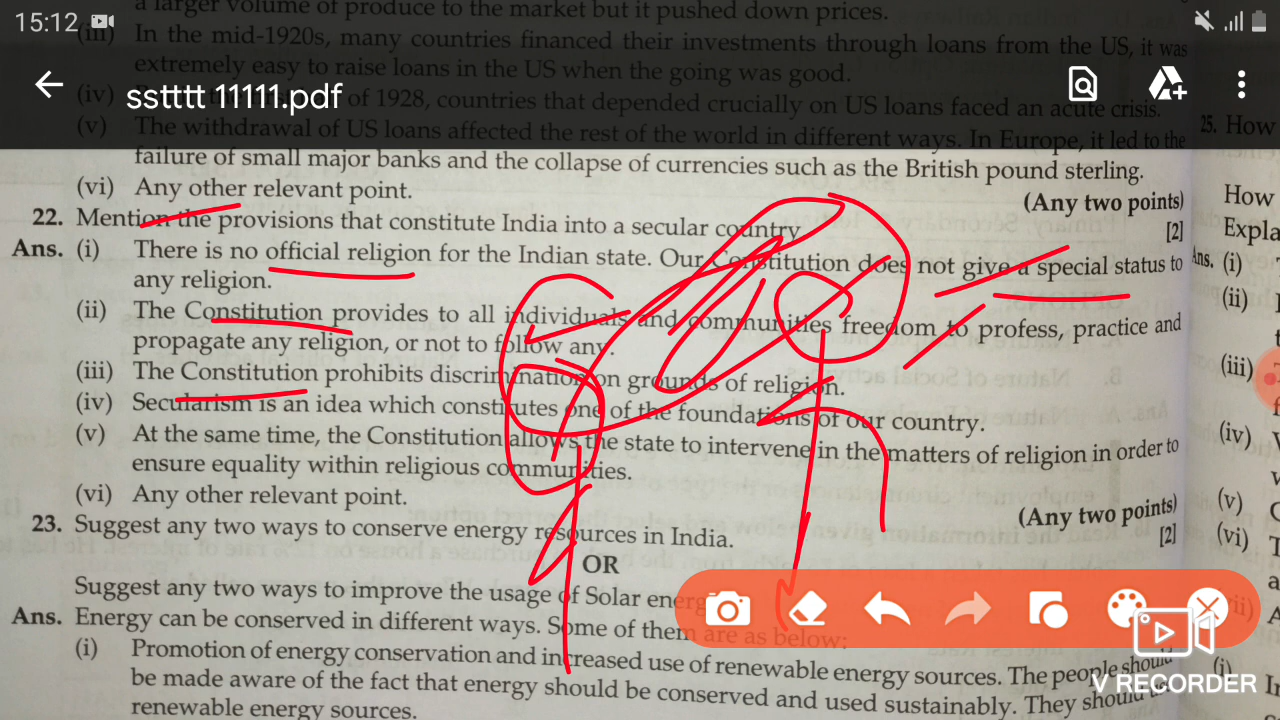 a larger volume of produce to the market but it pushed down prices.
15:12
(iii) In the mid-1920s, many countries financed their investments through loans from the US, it was
extremely easy to raise loans in the US when the going was good.
sstttt 11111.pdf
(iv) of 1928, countries that depended crucially on US loans faced an acute crisis.
25. How
(v) The withdrawal of US loans affected the rest of the world in different ways. In Europe, it led to the
failure of small major banks and the collapse of currencies such as the British pound sterling.
(vi) Any other relevant point.
(Any two points)
How
22. Mention the provisions that constitute India into a secular country
[2]
Expla
Ans. (i) There is no official religion for the Indian state. Our Constitution does not give a special status to
any religion.
Ans. (i)
(ii)
(ii) The Constitution provides to all individuals and communities freedom to profess, practice and
propagate any religion, or not to follow any.
(iii) The Constitution prohibits discrimination on grounds of religion.
(iii)
(iv) Secularism is an idea which constitutes one of the foundations of our country.
(iv)
(v) At the same time, the Constitution allows the state to intervene in the matters of religion in order to
ensure equality within religious communities.
(vi) Any other relevant point.
(Any two points)
(v)
23. Suggest any two ways to conserve energy resources in India.
[2]
(vi)
OR
Suggest any two ways to improve the usage of Solar energ
Ans. Energy can be conserved in different ways. Some of them are as below:
(i) Promotion of energy conservation and increased use of renewable energy sources. The people should
be made aware of the fact that energy should be conserved and used sustainably. They should
renewable energy sources.
(i)
V RECORDER